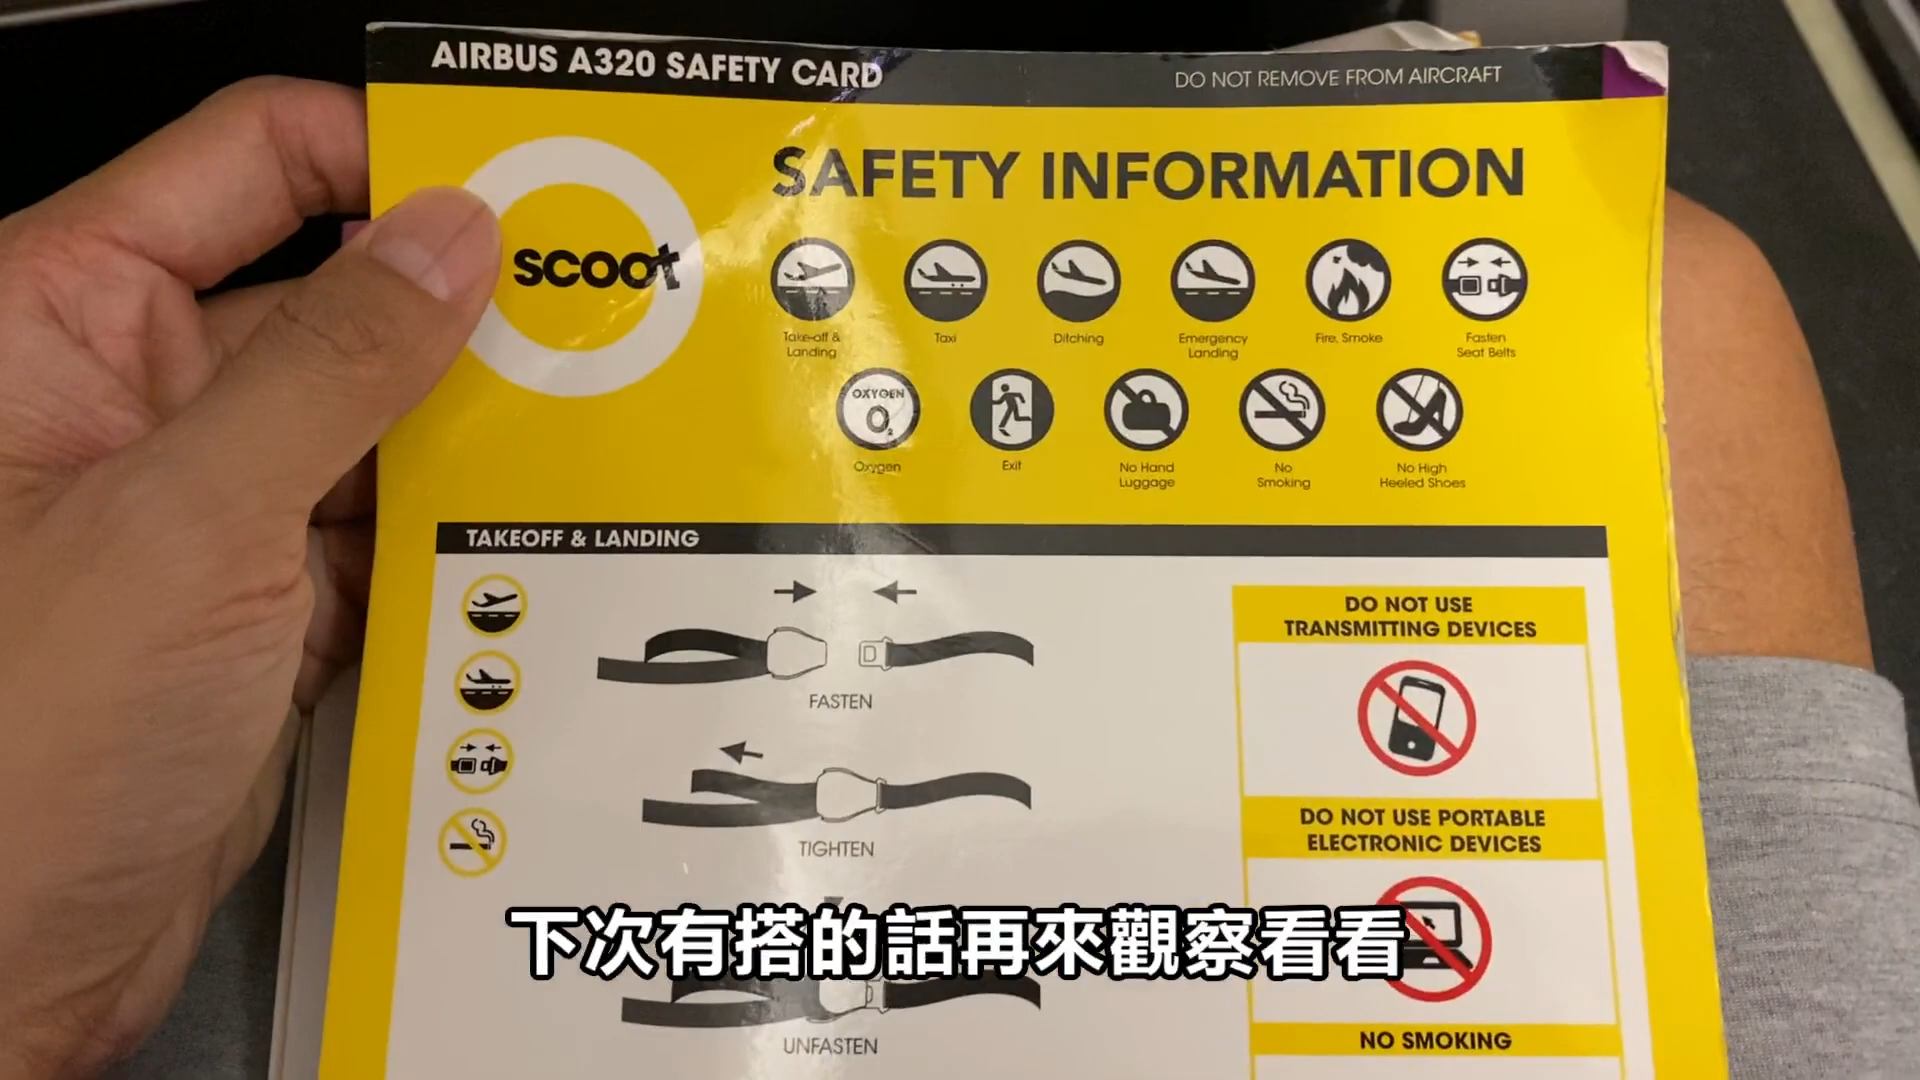 AIRBUS A320 SAFETY CARD
DO NOT REMOVE FROM AIRCRAFT
scoot
SAFETY INFORMATION
Take-off &
Landing
Taxi
Ditching
Emergency
Landing
Fire, Smoke
Fasten
Seat Belts
OXYGEN
O2
Oxygen
Exit
No Hand
Luggage
No
Smoking
No High
Heeled Shoes
TAKEOFF & LANDING
FASTEN
TIGHTEN
UNFASTEN
DO NOT USE
TRANSMITTING DEVICES
DO NOT USE PORTABLE
ELECTRONIC DEVICES
NO SMOKING
下次有搭的話再來觀察看看